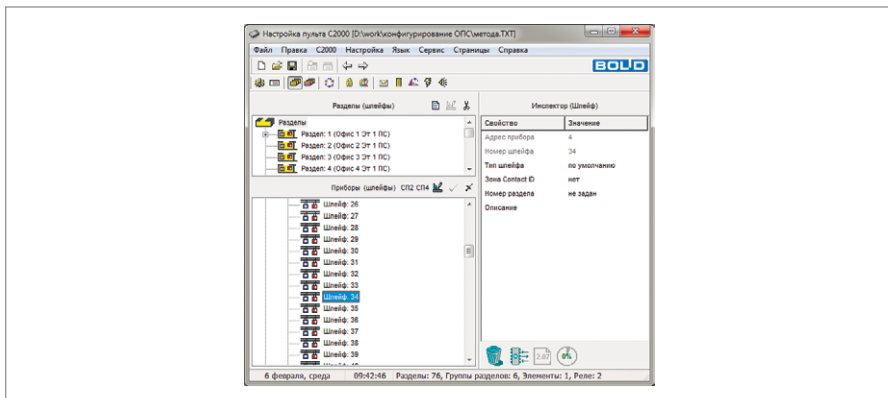 Настройка пульта С2000 [D:\work\конфигурирование ОПС\метода.TXT]
Файл Правка С2000 Настройка Язык Сервис Страницы Справка
BOLID
Разделы (шлейфы)
Разделы
Раздел: 1 (Офис 1 Эт 1 ПС)
Раздел: 2 (Офис 2 Эт 1 ПС)
Раздел: 3 (Офис 3 Эт 1 ПС)
Раздел: 4 (Офис 4 Эт 1 ПС)
Приборы (шлейфы) СП2 СП4
Шлейф: 26
Шлейф: 27
Шлейф: 28
Шлейф: 29
Шлейф: 30
Шлейф: 31
Шлейф: 32
Шлейф: 33
Шлейф: 34
Шлейф: 35
Шлейф: 36
Шлейф: 37
Шлейф: 38
Шлейф: 39
Инспектор (Шлейф)
Свойство Значение
Адрес прибора 4
Номер шлейфа 34
Тип шлейфа по умолчанию
Зона Contact ID нет
Номер раздела не задан
Описание
2.07 0%
6 февраля, среда 09:42:46 Разделы: 76, Группы разделов: 6, Элементы: 1, Реле: 2